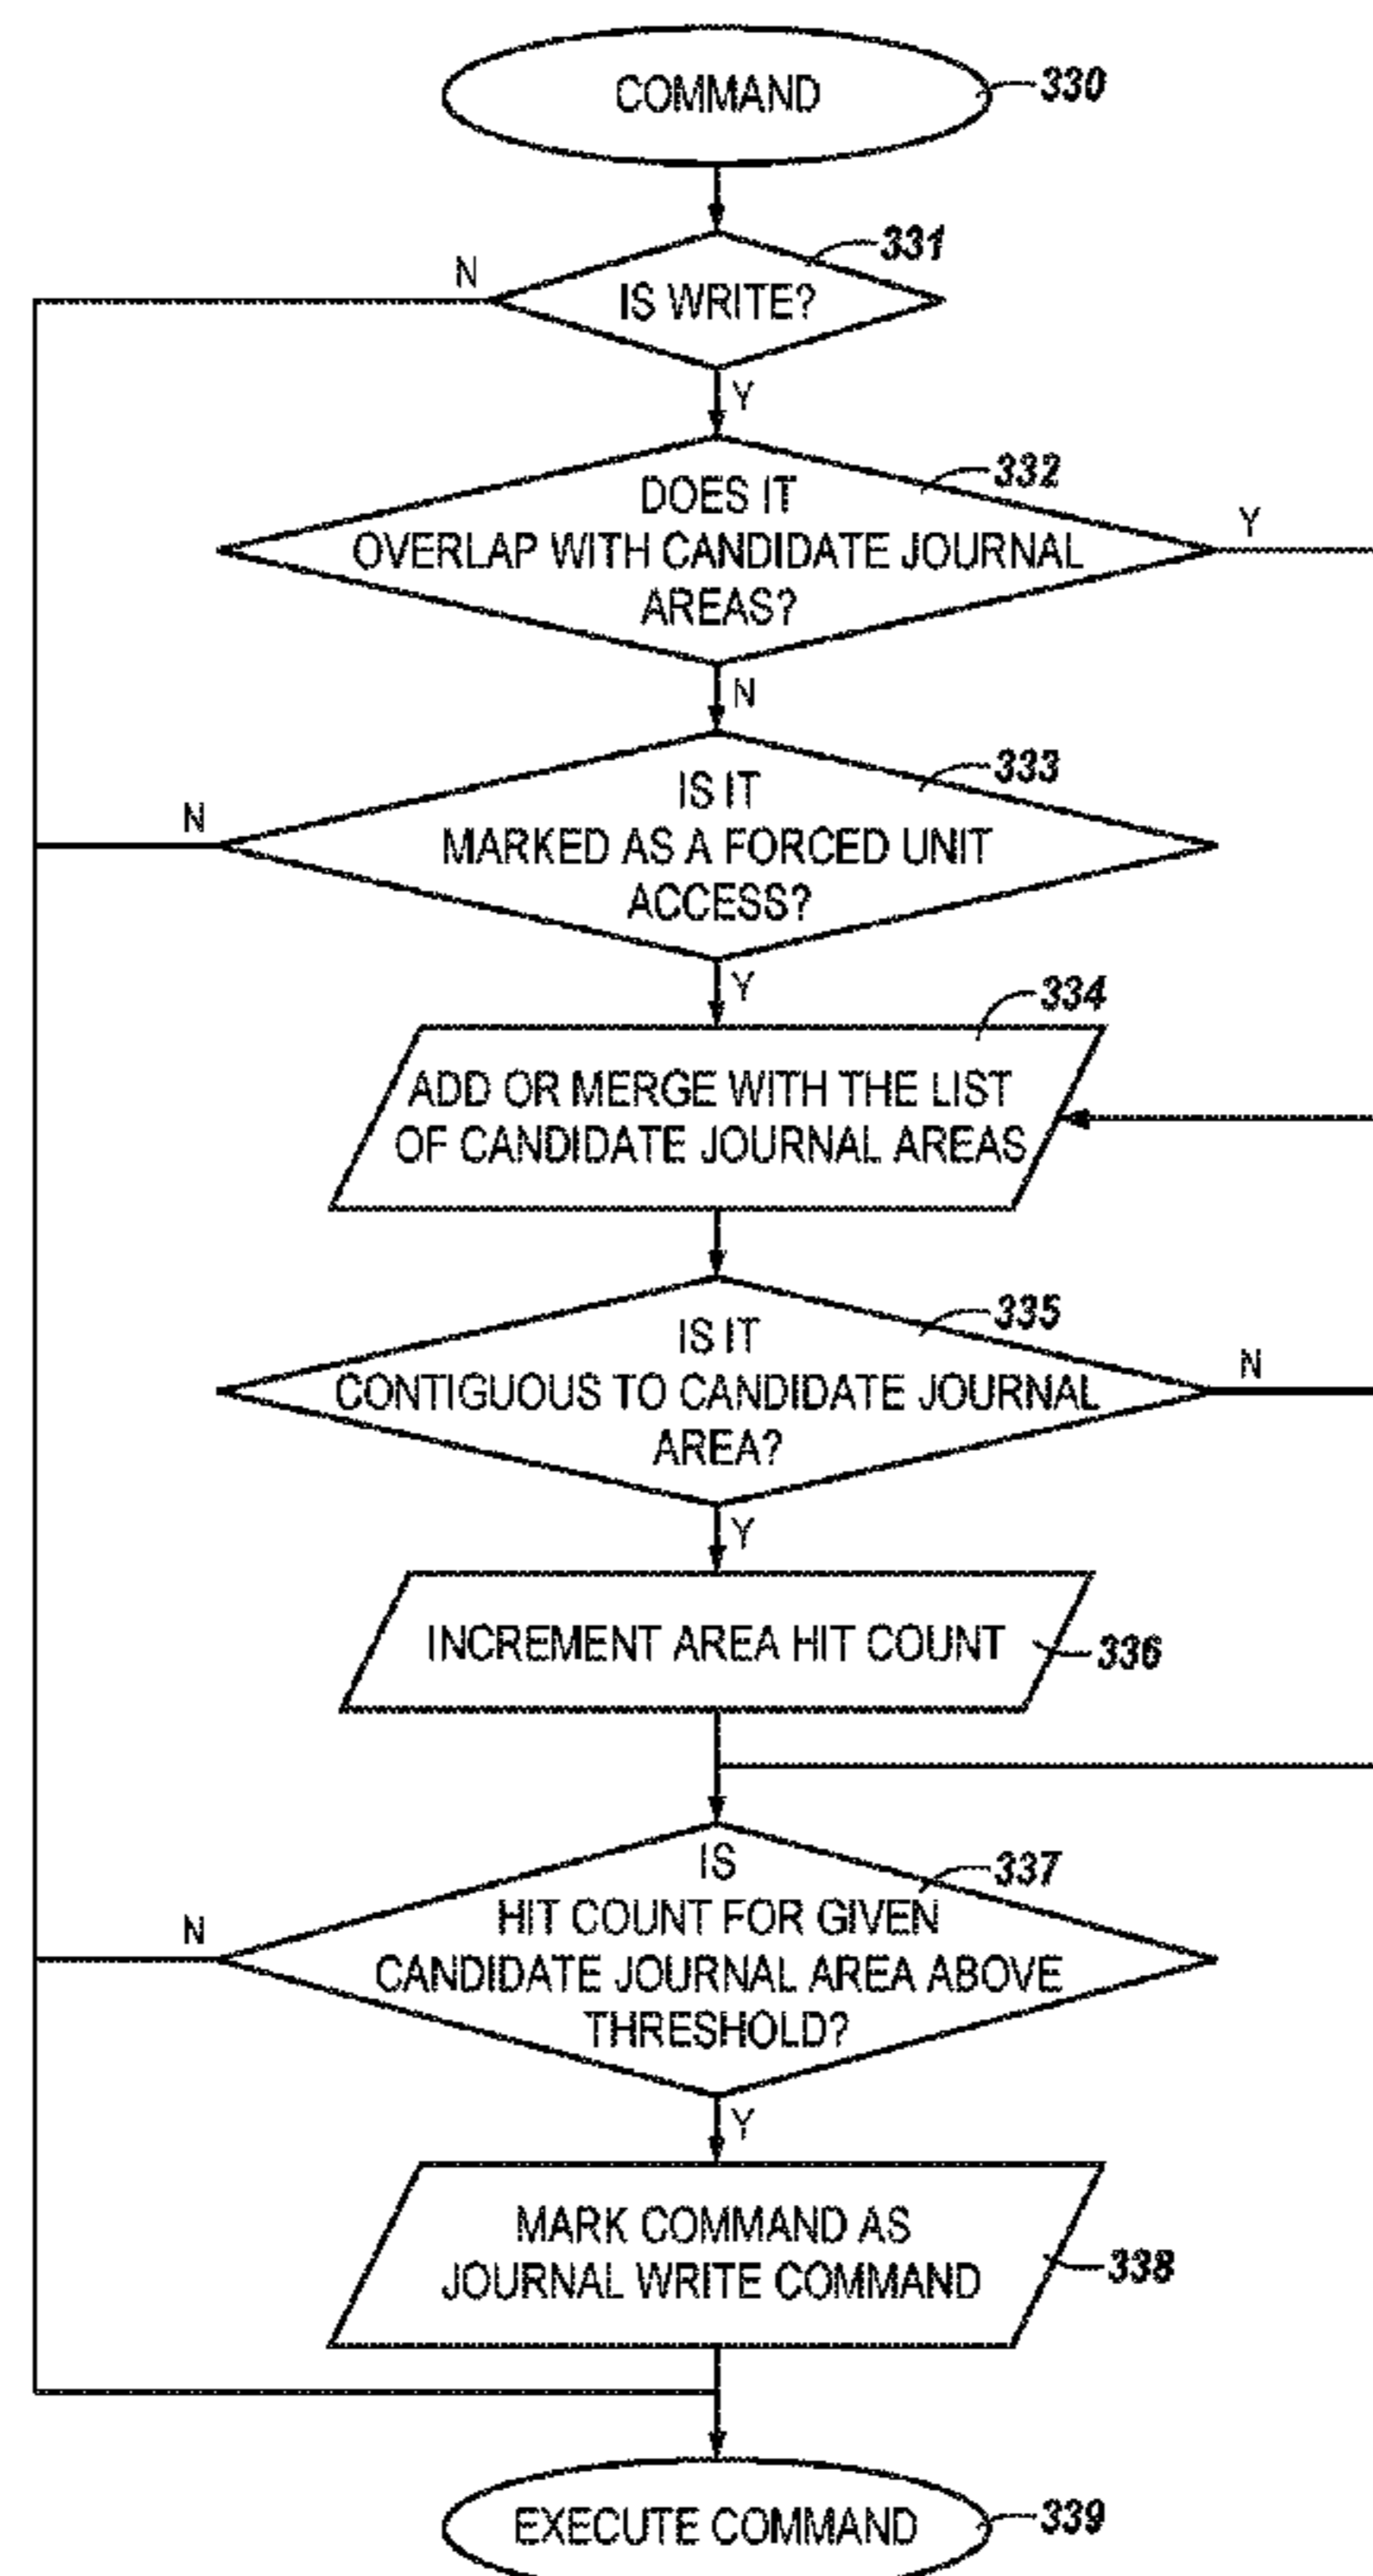 COMMAND
330
331
N
IS WRITE?
Y
332
DOES IT
Y
OVERLAP WITH CANDIDATE JOURNAL
AREAS?
N
333
IS IT
N
MARKED AS A FORCED UNIT
ACCESS?
Y
334
ADD OR MERGE WITH THE LIST
OF CANDIDATE JOURNAL AREAS
335
IS IT
N
CONTIGUOUS TO CANDIDATE JOURNAL
AREA?
Y
INCREMENT AREA HIT COUNT
336
IS
337
HIT COUNT FOR GIVEN
N
CANDIDATE JOURNAL AREA ABOVE
THRESHOLD?
Y
MARK COMMAND AS
JOURNAL WRITE COMMAND
338
EXECUTE COMMAND
339